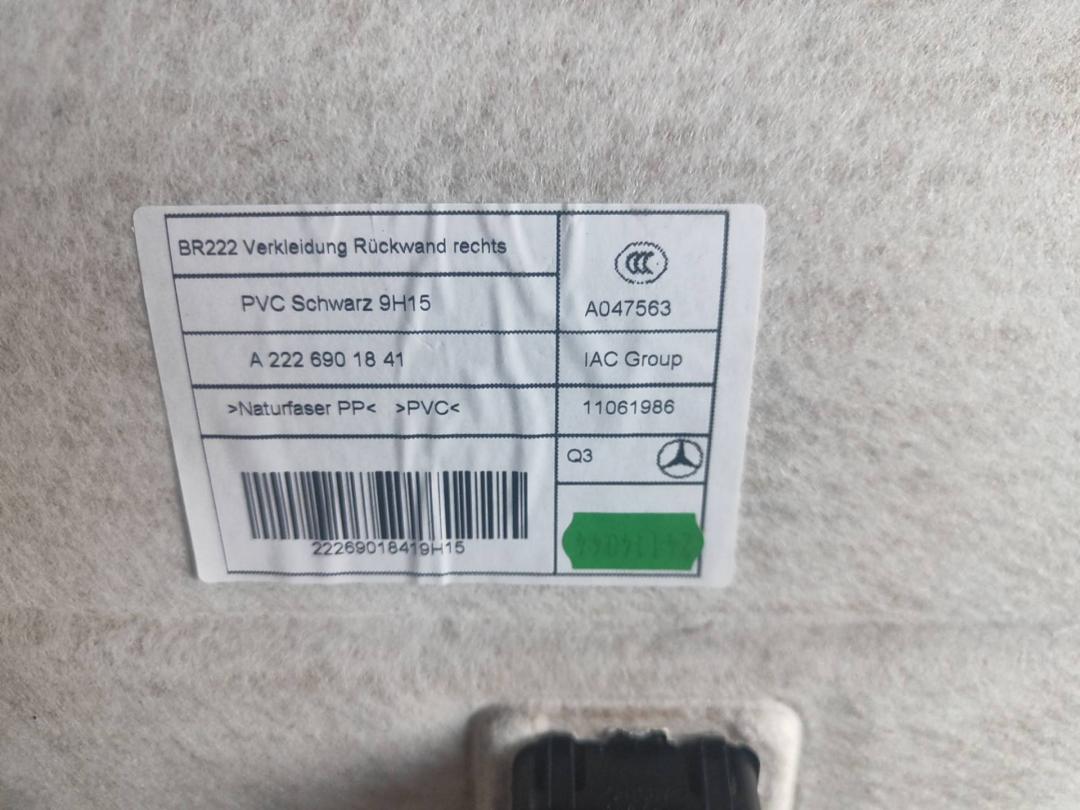 BR222 Verkleidung Rückwand rechts
PVC Schwarz 9H15
A 222 690 18 41
>Naturfaser PP< >PVC<
22269018419H15
CCC
A047563
IAC Group
11061986
Q3